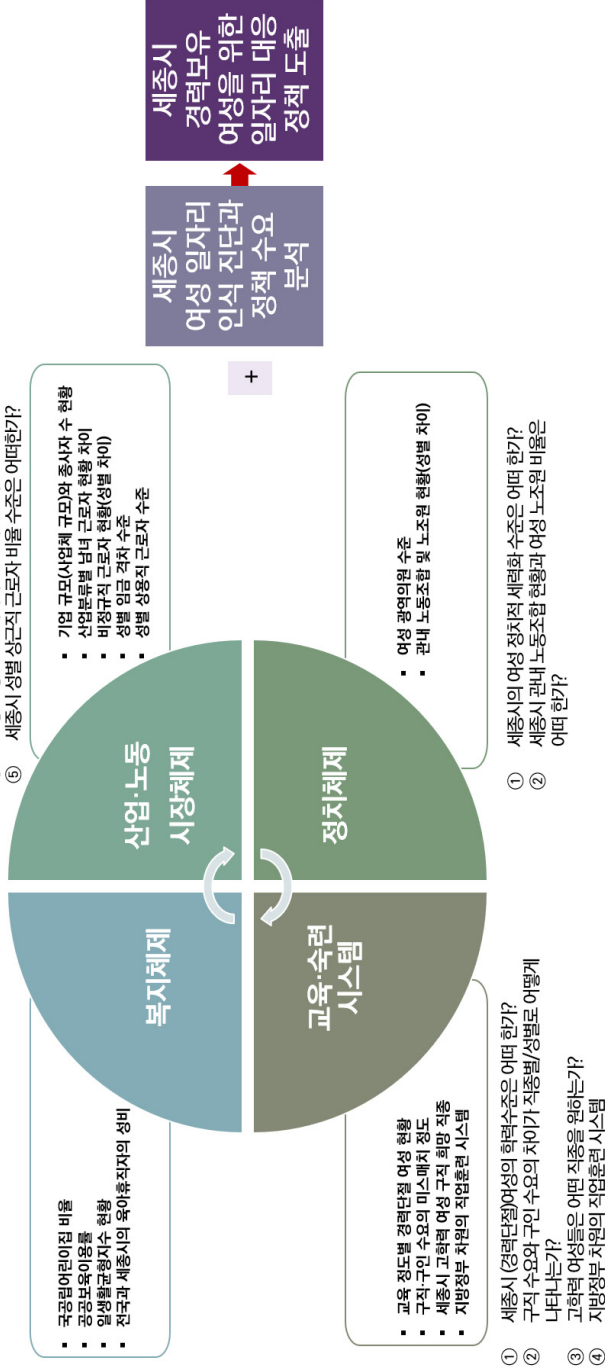 ⑤ 세종시 성별 상근직 근로자 비율 수준은 어떠한가?
▪ 국공립어린이집 비율
▪ 공공보육이용률
▪ 일생활균형지수 현황
▪ 전국과 세종시의 육아휴직자의 성비
복지체제
산업·노동
시장체제
▪ 기업 규모(사업체 규모)와 종사자 수 현황
▪ 산업분류별 남녀 근로자 현황 차이
▪ 비정규직 근로자 현황(성별 차이)
▪ 성별 임금 격차 수준
▪ 성별 상용직 근로자 수준
교육·숙련
시스템
정치체제
▪ 교육 정도별 경력단절 여성 현황
▪ 구직·구인 수요의 미스매치 정도
▪ 세종시 고학력 여성 구직 희망 직종
▪ 지방정부 차원의 직업훈련 시스템
▪ 여성 광역의원 수준
▪ 관내 노동조합 및 노조원 현황(성별 차이)
① 세종시 (경력단절)여성의 학력수준은 어떠 한가?
② 구직 수요와 구인 수요의 차이가 직종별/성별로 어떻게
나타나는가?
③ 고학력 여성들은 어떤 직종을 원하는가?
④ 지방정부 차원의 직업훈련 시스템
① 세종시의 여성 정치적 세력화 수준은 어떠 한가?
② 세종시 관내 노동조합 현황과 여성 노조원 비율은
어떠 한가?
+
세종시
여성 일자리
인식 진단과
정책 수요
분석
세종시
경력보유
여성을 위한
일자리 대응
정책 도출